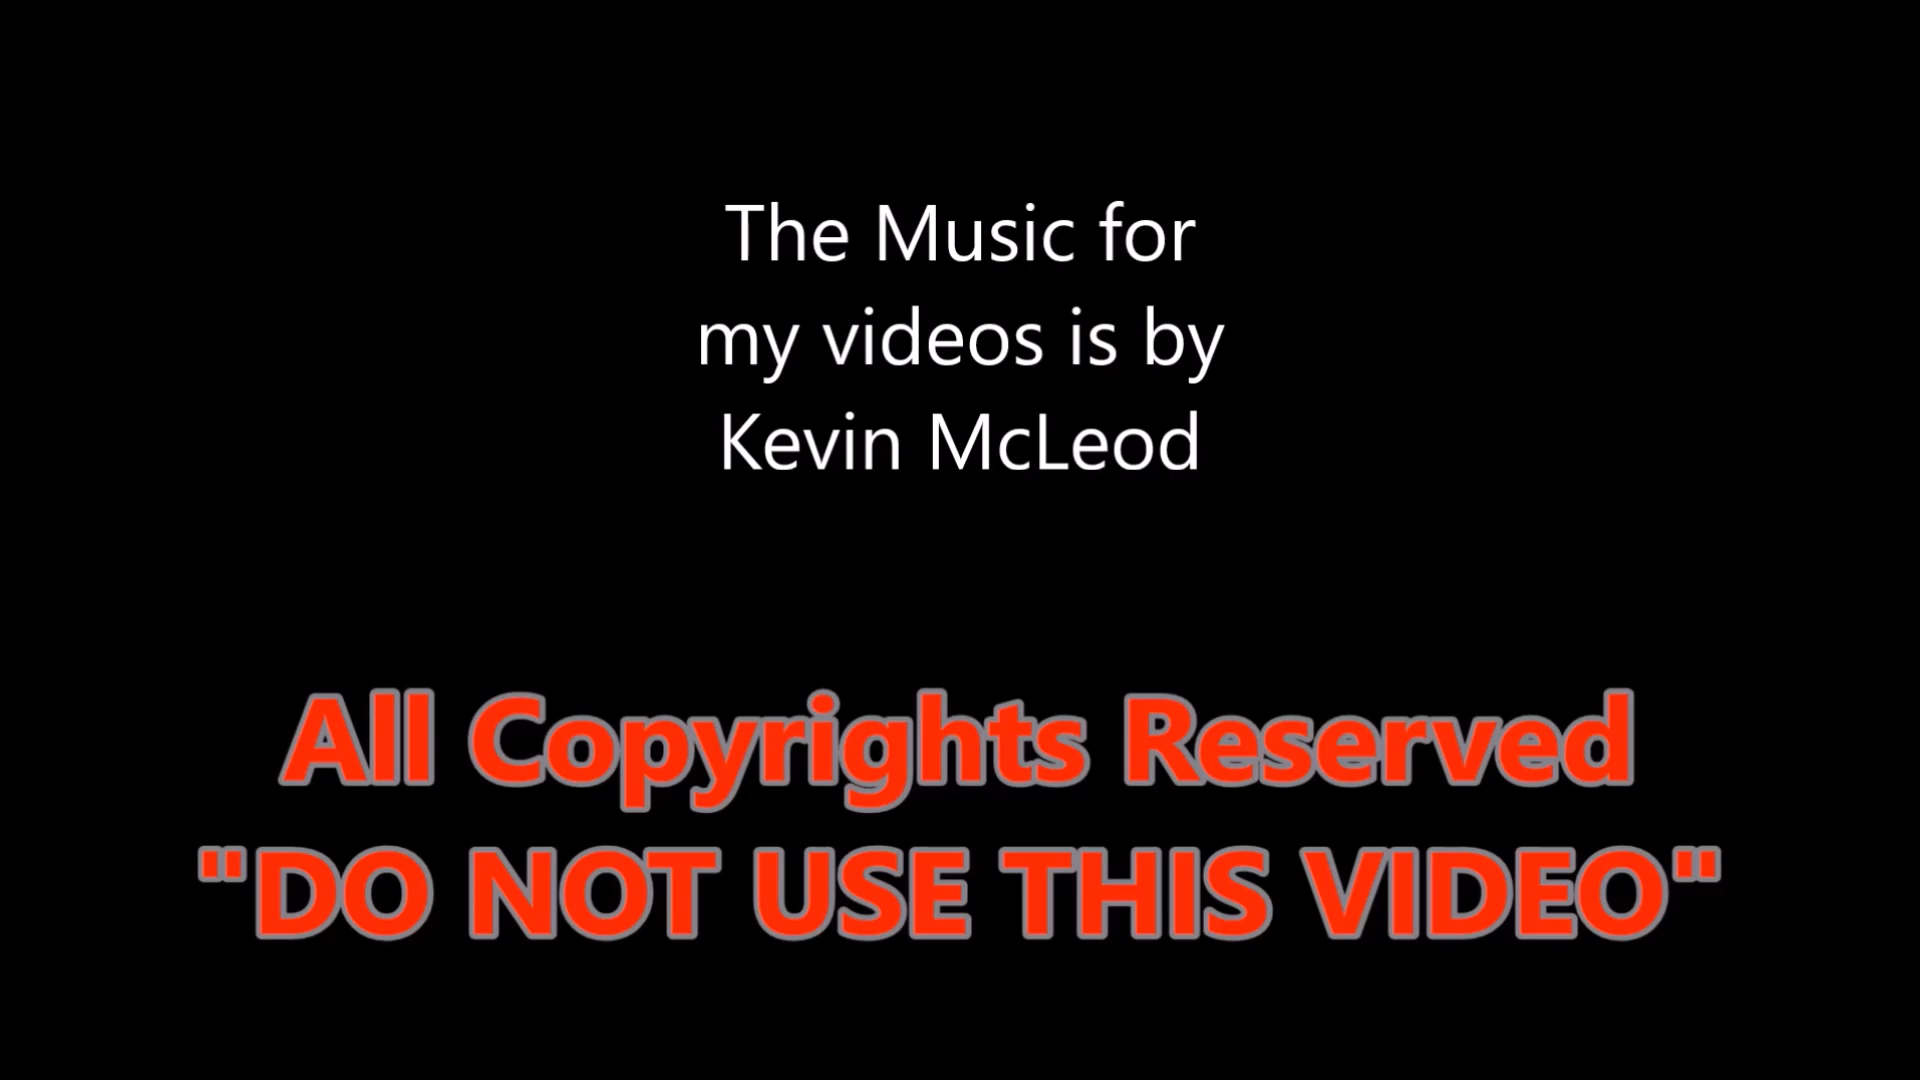 The Music for
my videos is by
Kevin McLeod
All Copyrights Reserved
"DO NOT USE THIS VIDEO"